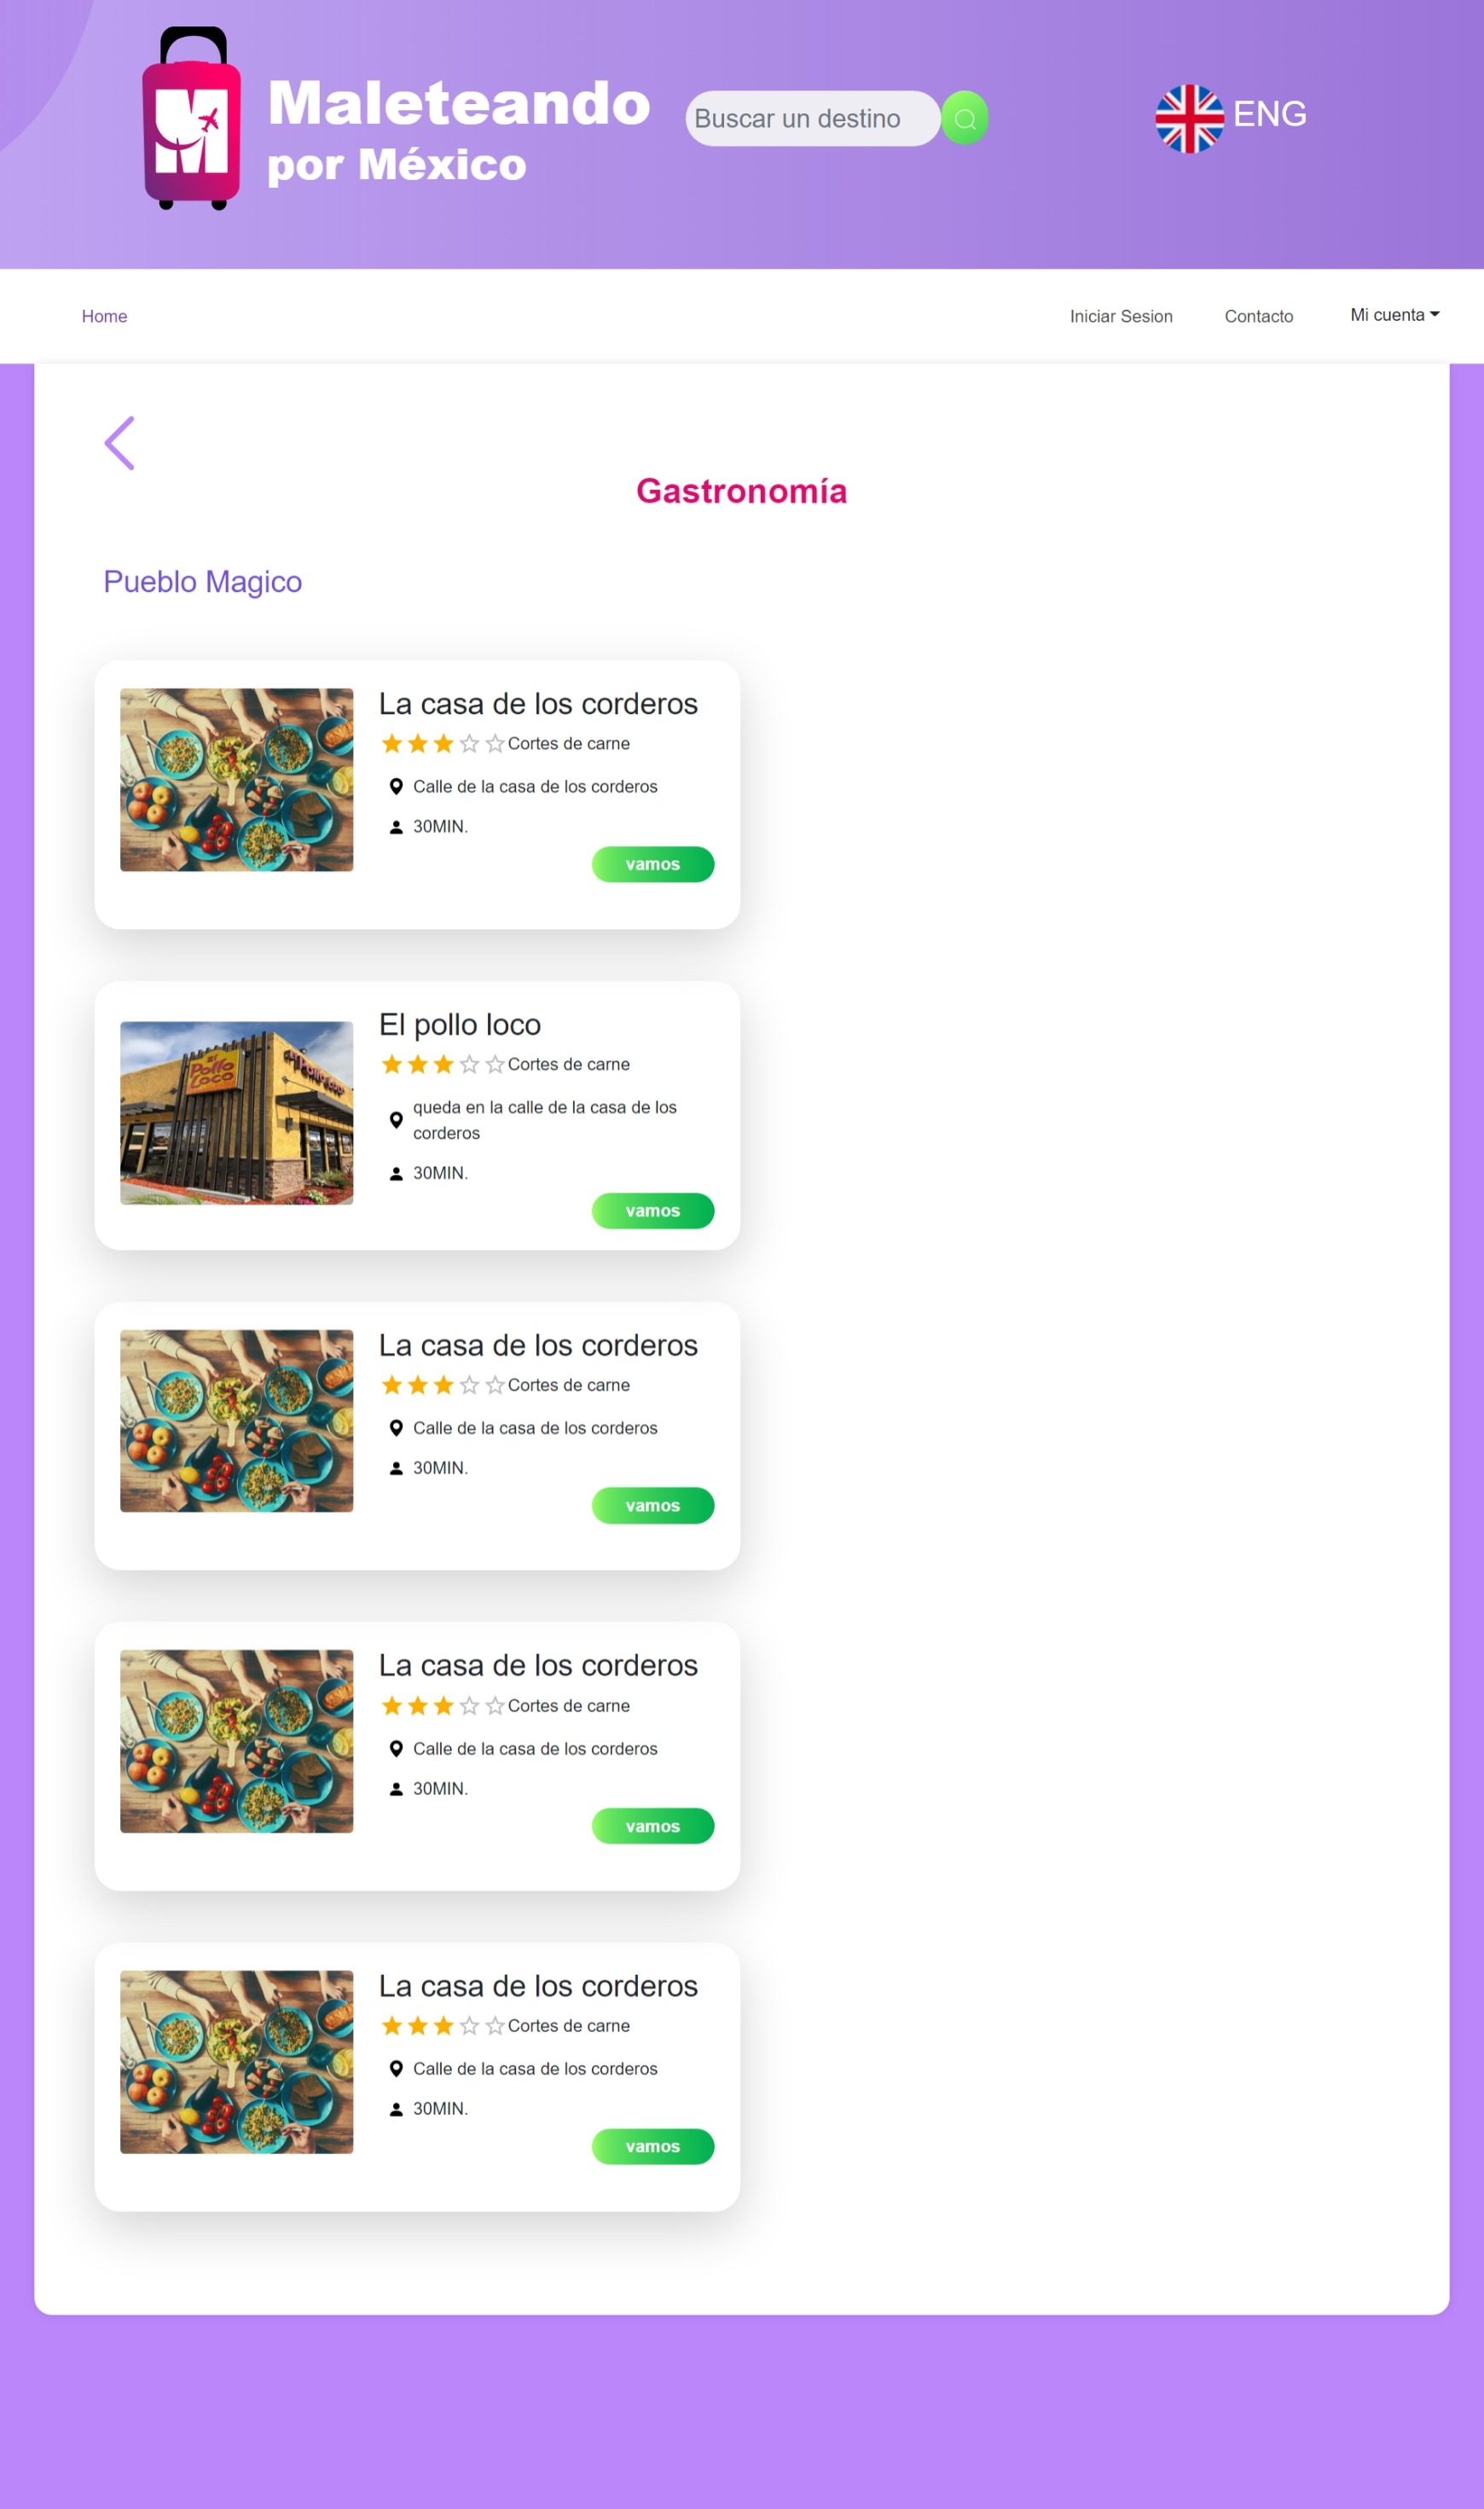 Maleteando
por México
Buscar un destino
ENG
Home
Iniciar Sesion
Contacto
Mi cuenta
Gastronomía
Pueblo Magico
La casa de los corderos
Cortes de carne
Calle de la casa de los corderos
30MIN.
vamos
El pollo loco
El
Pollo
Loco
Cortes de carne
queda en la calle de la casa de los
corderos
30MIN.
vamos
La casa de los corderos
Cortes de carne
Calle de la casa de los corderos
30MIN.
vamos
La casa de los corderos
Cortes de carne
Calle de la casa de los corderos
30MIN.
vamos
La casa de los corderos
Cortes de carne
Calle de la casa de los corderos
30MIN.
vamos